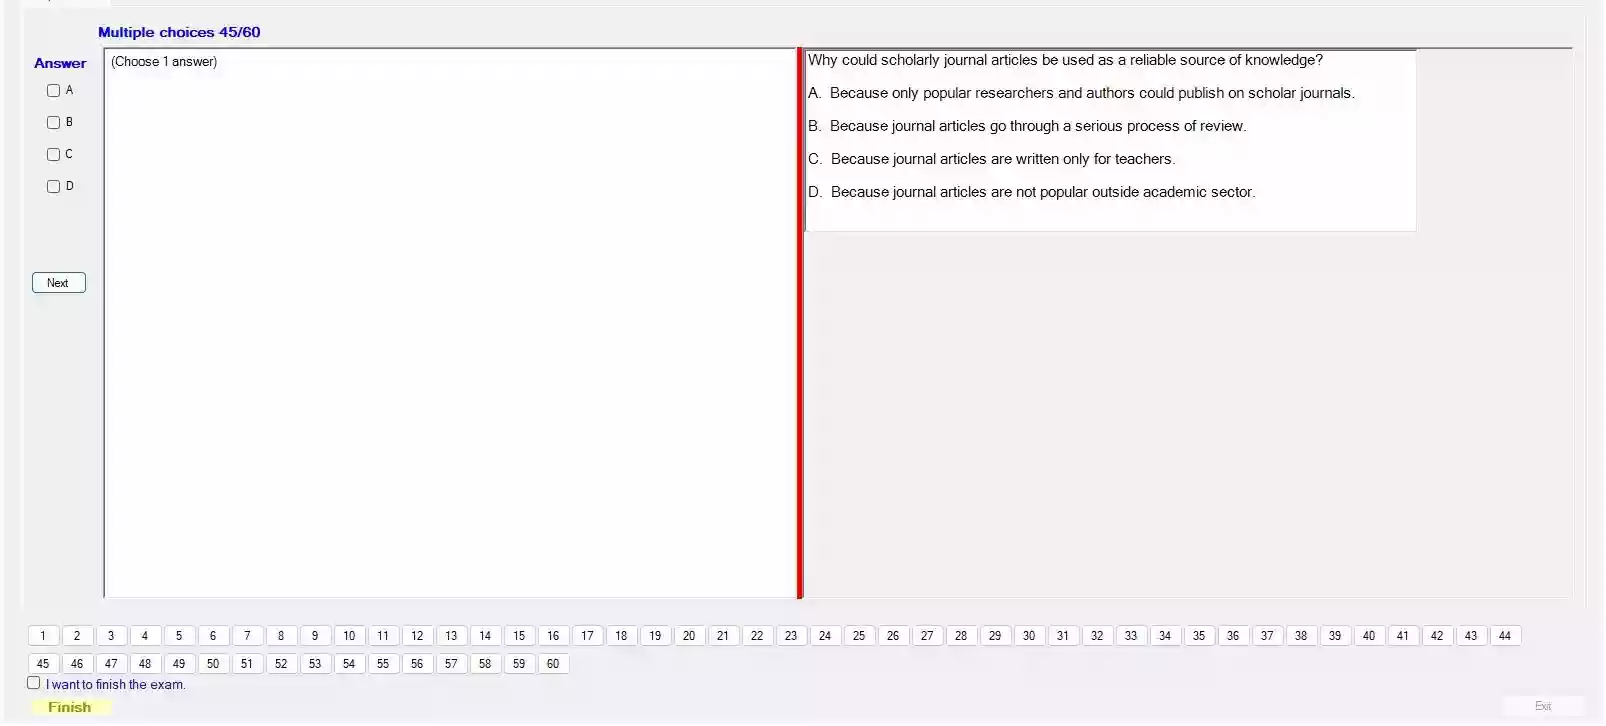 Multiple choices 45/60
Answer
(Choose 1 answer)
A
B
C
D
Next
Why could scholarly journal articles be used as a reliable source of knowledge?
A. Because only popular researchers and authors could publish on scholar journals.
B. Because journal articles go through a serious process of review.
C. Because journal articles are written only for teachers.
D. Because journal articles are not popular outside academic sector.
1 2 3 4 5 6 7 8 9 10 11 12 13 14 15 16 17 18 19 20 21 22 23 24 25 26 27 28 29 30 31 32 33 34 35 36 37 38 39 40 41 42 43 44
45 46 47 48 49 50 51 52 53 54 55 56 57 58 59 60
I want to finish the exam.
Finish
Exit